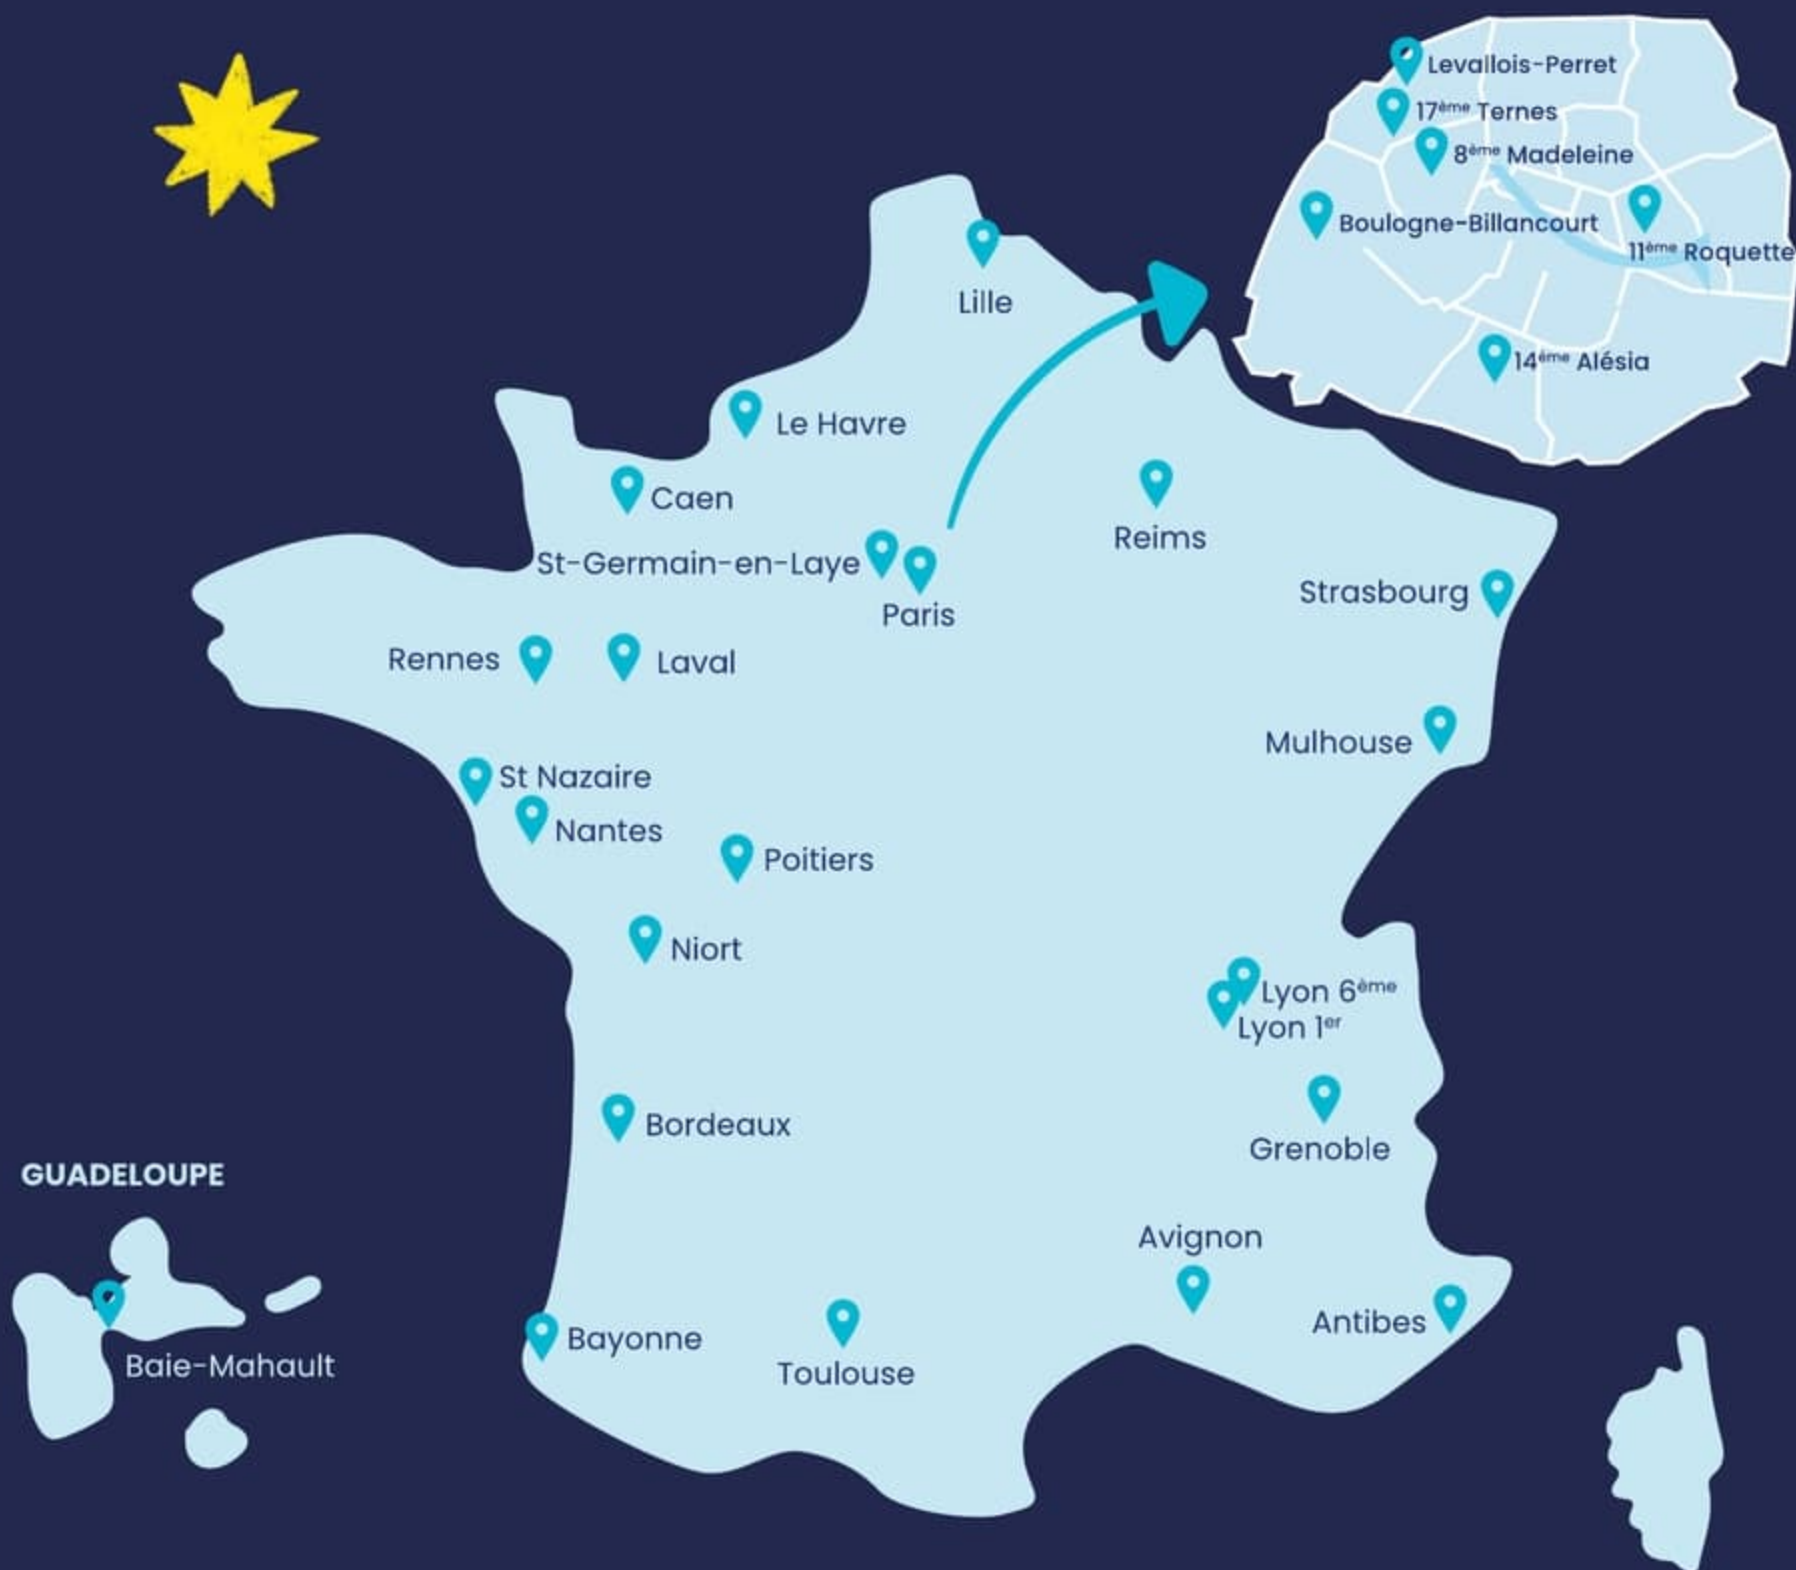 Levallois-Perret
17ème Ternes
8ème Madeleine
Boulogne-Billancourt
11ème Roquette
14ème Alésia
Lille
Le Havre
Caen
Reims
St-Germain-en-Laye
Paris
Strasbourg
Rennes
Laval
Mulhouse
St Nazaire
Nantes
Poitiers
Niort
Lyon 6ème
Lyon 1er
Bordeaux
Grenoble
GUADELOUPE
Avignon
Antibes
Bayonne
Baie-Mahault
Toulouse